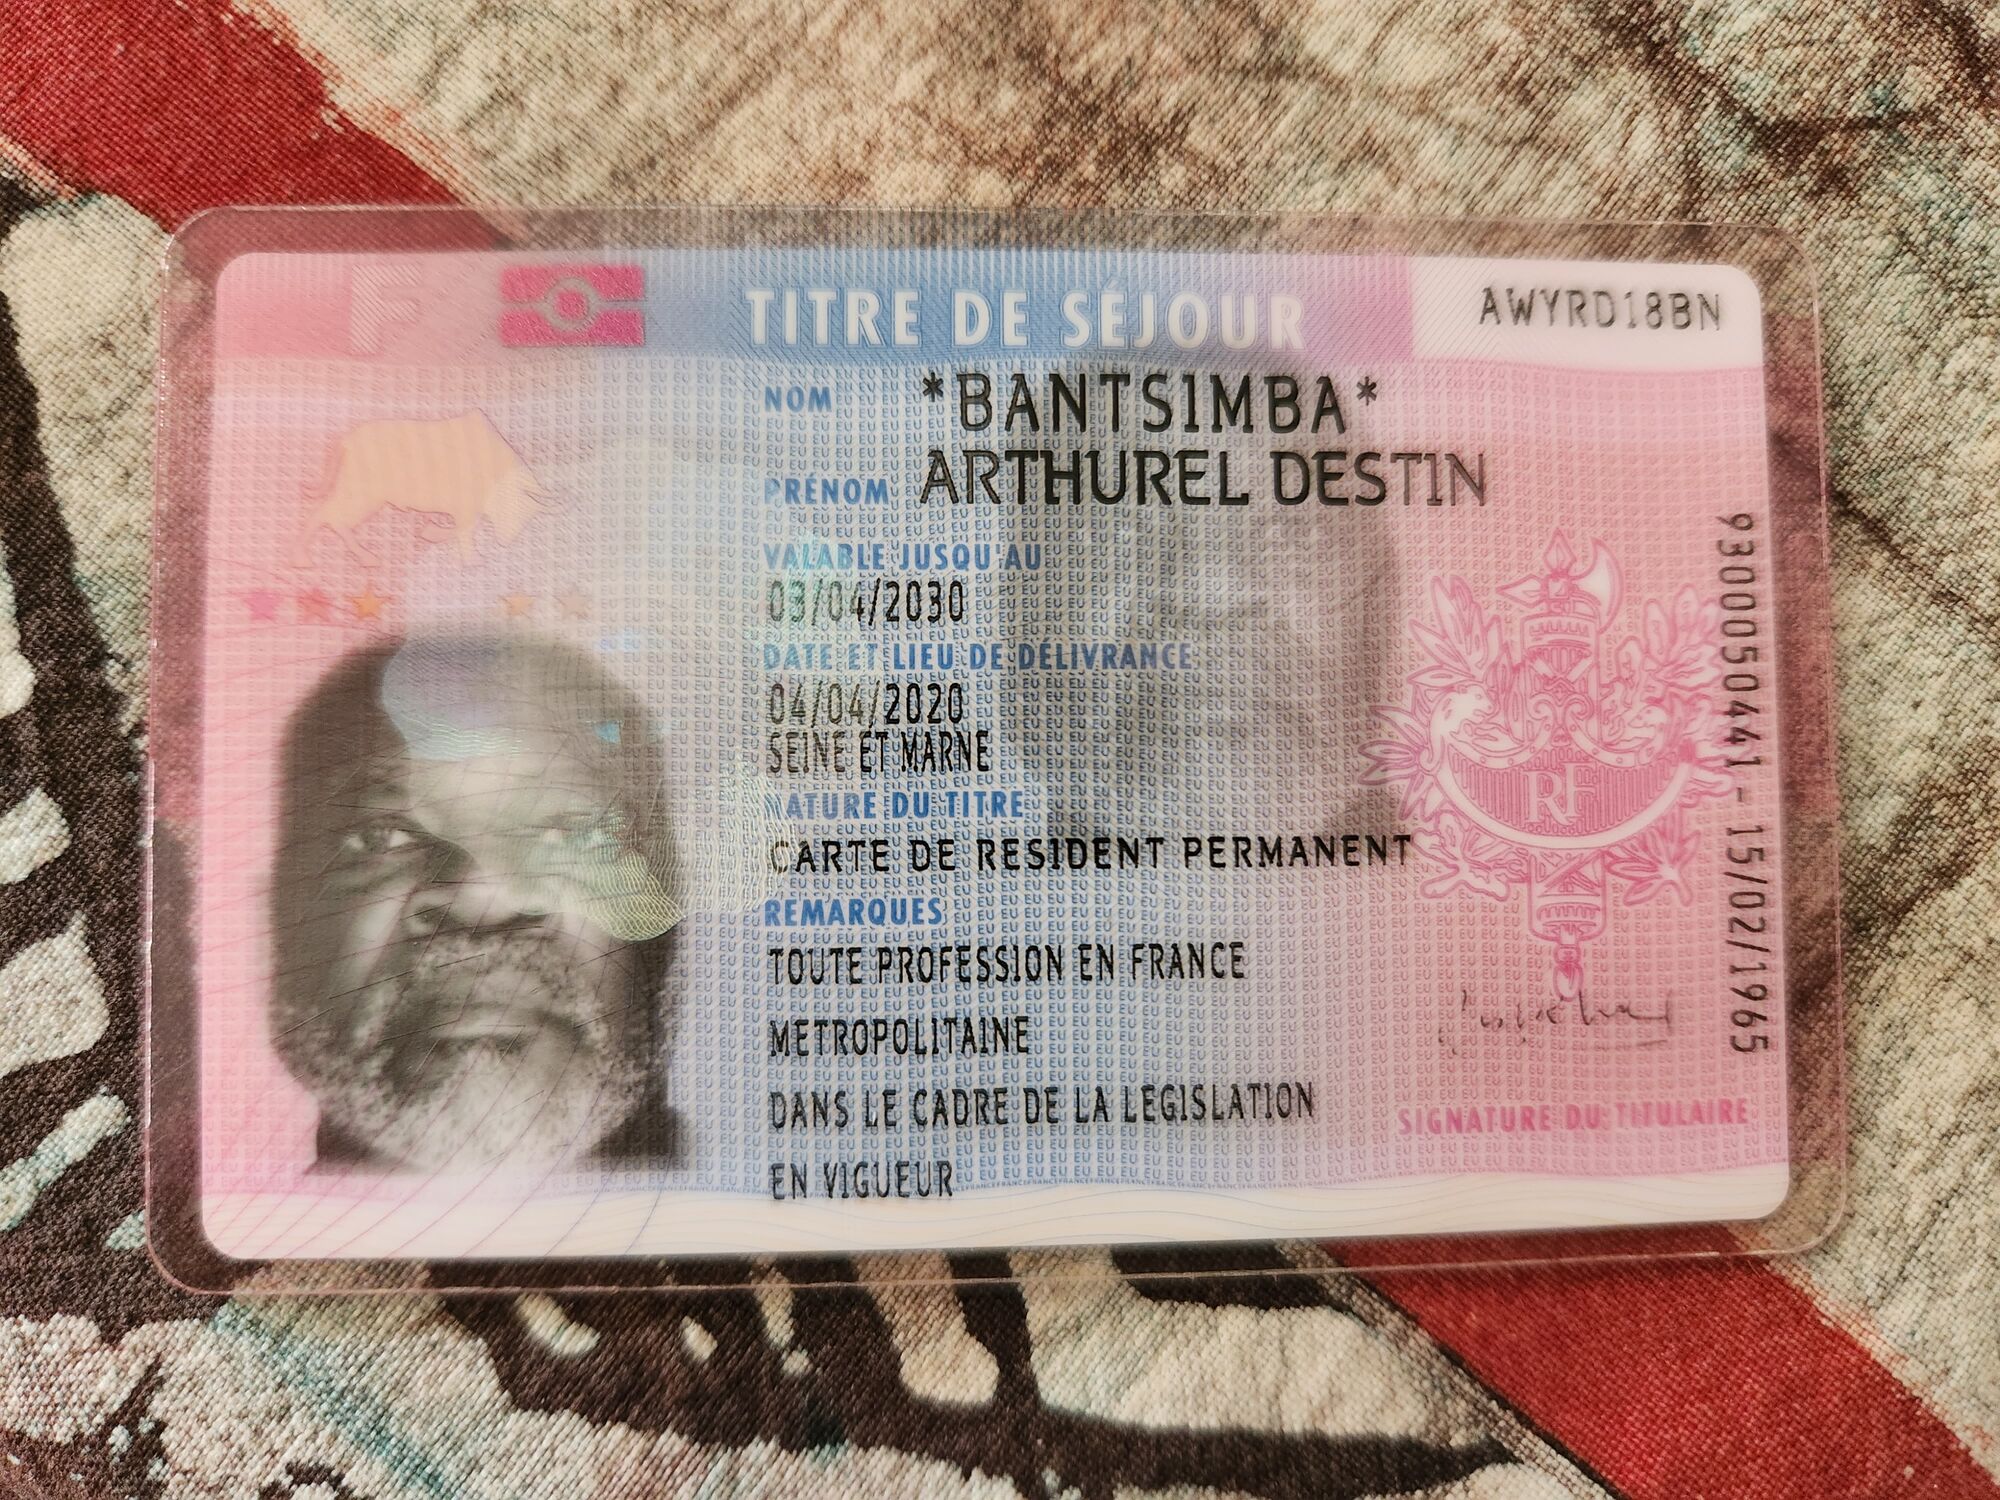 F
TITRE DE SÉJOUR
AWYRD18BN
NOM *BANTSIMBA*
PRÉNOM ARTHUREL DESTIN
VALABLE JUSQU'AU
03/04/2030
DATE ET LIEU DE DÉLIVRANCE
04/04/2020
SEINE ET MARNE
NATURE DU TITRE
CARTE DE RESIDENT PERMANENT
REMARQUES
TOUTE PROFESSION EN FRANCE
METROPOLITAINE
DANS LE CADRE DE LA LEGISLATION
EN VIGUEUR
RF
SIGNATURE DU TITULAIRE
9300050441 - 15/02/1965